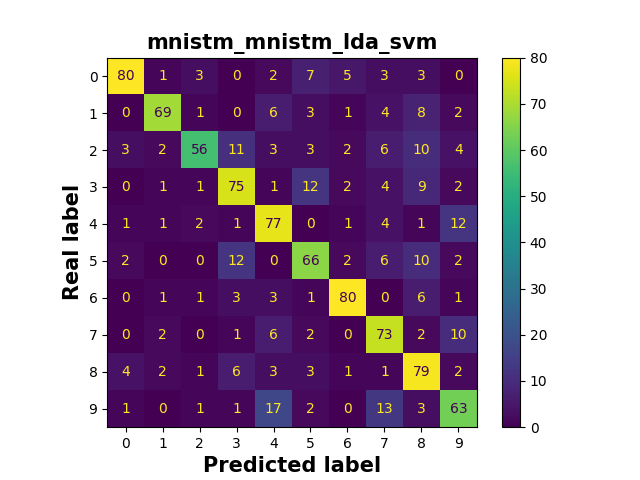 mnistm_mnistm_lda_svm
0 80 1 3 0 2 7 5 3 3 0
1 0 69 1 0 6 3 1 4 8 2
2 3 2 56 11 3 3 2 6 10 4
3 0 1 1 75 1 12 2 4 9 2
4 1 1 2 1 77 0 1 4 1 12
5 2 0 0 12 0 66 2 6 10 2
6 0 1 1 3 3 1 80 0 6 1
7 0 2 0 1 6 2 0 73 2 10
8 4 2 1 6 3 3 1 1 79 2
9 1 0 1 1 17 2 0 13 3 63
0 1 2 3 4 5 6 7 8 9
Predicted label
Real label
80
70
60
50
40
30
20
10
0